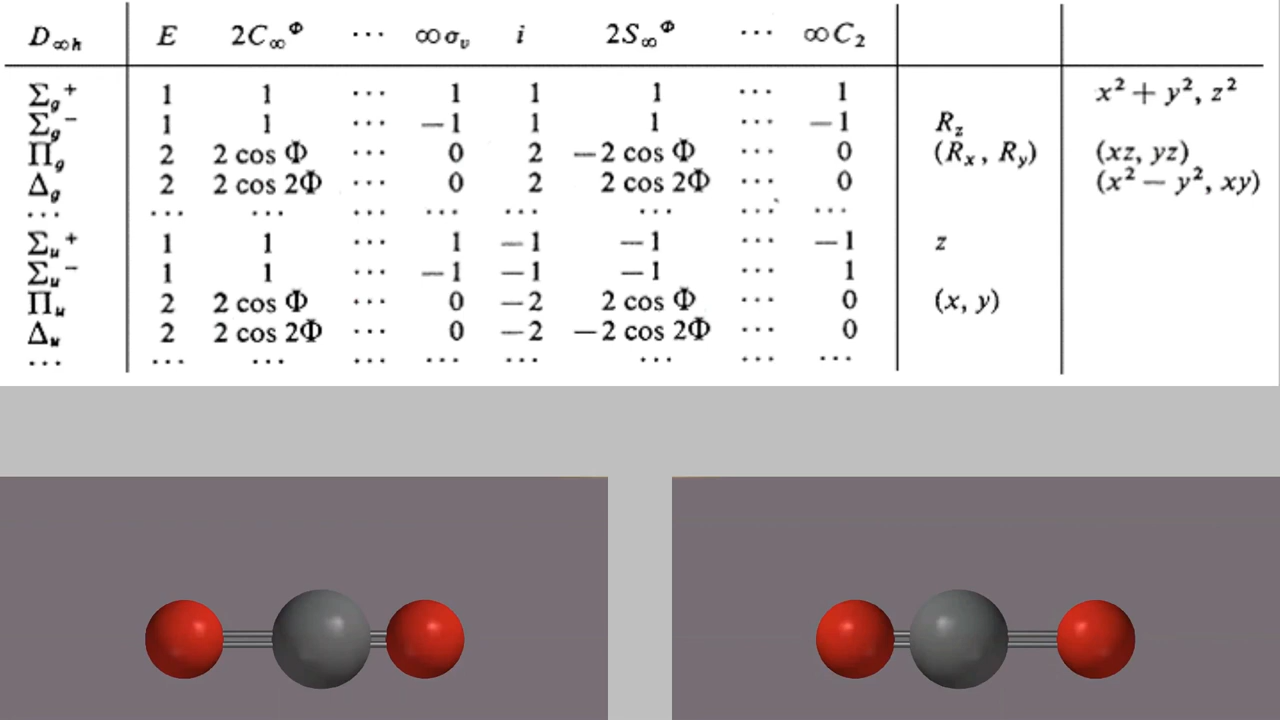 D∞h E 2C∞^Φ ⋯ ∞σᵥ i 2S∞^Φ ⋯ ∞C₂
Σg⁺ 1 1 ⋯ 1 1 1 ⋯ 1 x² + y², z²
Σg⁻ 1 1 ⋯ −1 1 1 ⋯ −1 Rz
Πg 2 2 cos Φ ⋯ 0 2 −2 cos Φ ⋯ 0 (Rx, Ry) (xz, yz)
Δg 2 2 cos 2Φ ⋯ 0 2 2 cos 2Φ ⋯ 0 (x² − y², xy)
⋯ ⋯ ⋯ ⋯ ⋯ ⋯ ⋯ ⋯ ⋯
Σu⁺ 1 1 ⋯ 1 −1 −1 ⋯ −1 z
Σu⁻ 1 1 ⋯ −1 −1 −1 ⋯ 1
Πu 2 2 cos Φ ⋯ 0 −2 2 cos Φ ⋯ 0 (x, y)
Δu 2 2 cos 2Φ ⋯ 0 −2 −2 cos 2Φ ⋯ 0
⋯ ⋯ ⋯ ⋯ ⋯ ⋯ ⋯ ⋯ ⋯